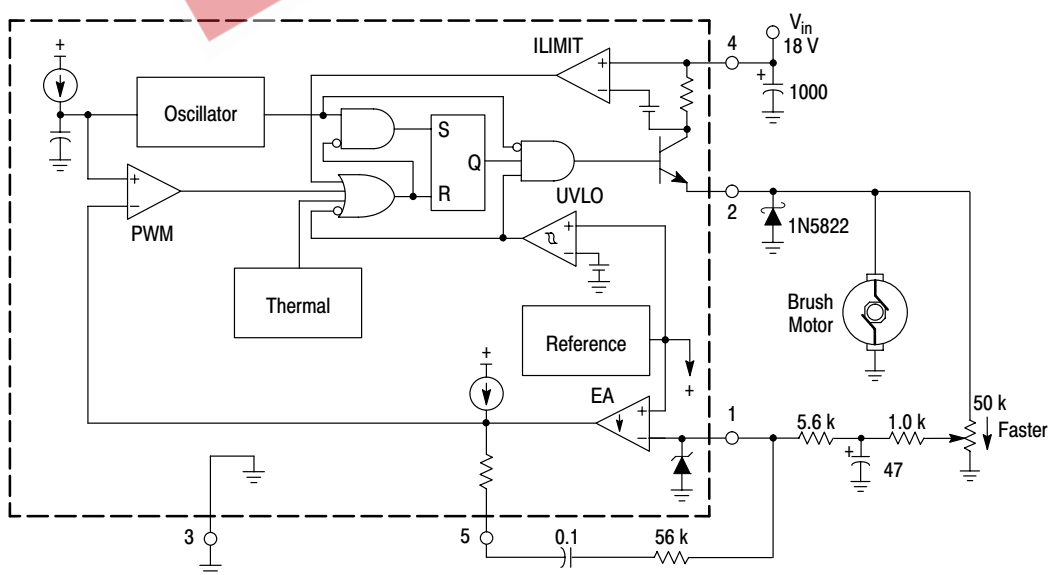 ILIMIT
+
−
4
V_in
18 V
+
1000
+
Oscillator
S
Q
R
UVLO
+
−
PWM
2
1N5822
+
−
Thermal
Brush
Motor
Reference
+
+
EA
+
−
1
5.6 k
1.0 k
50 k
Faster
+
47
3
5
0.1
56 k